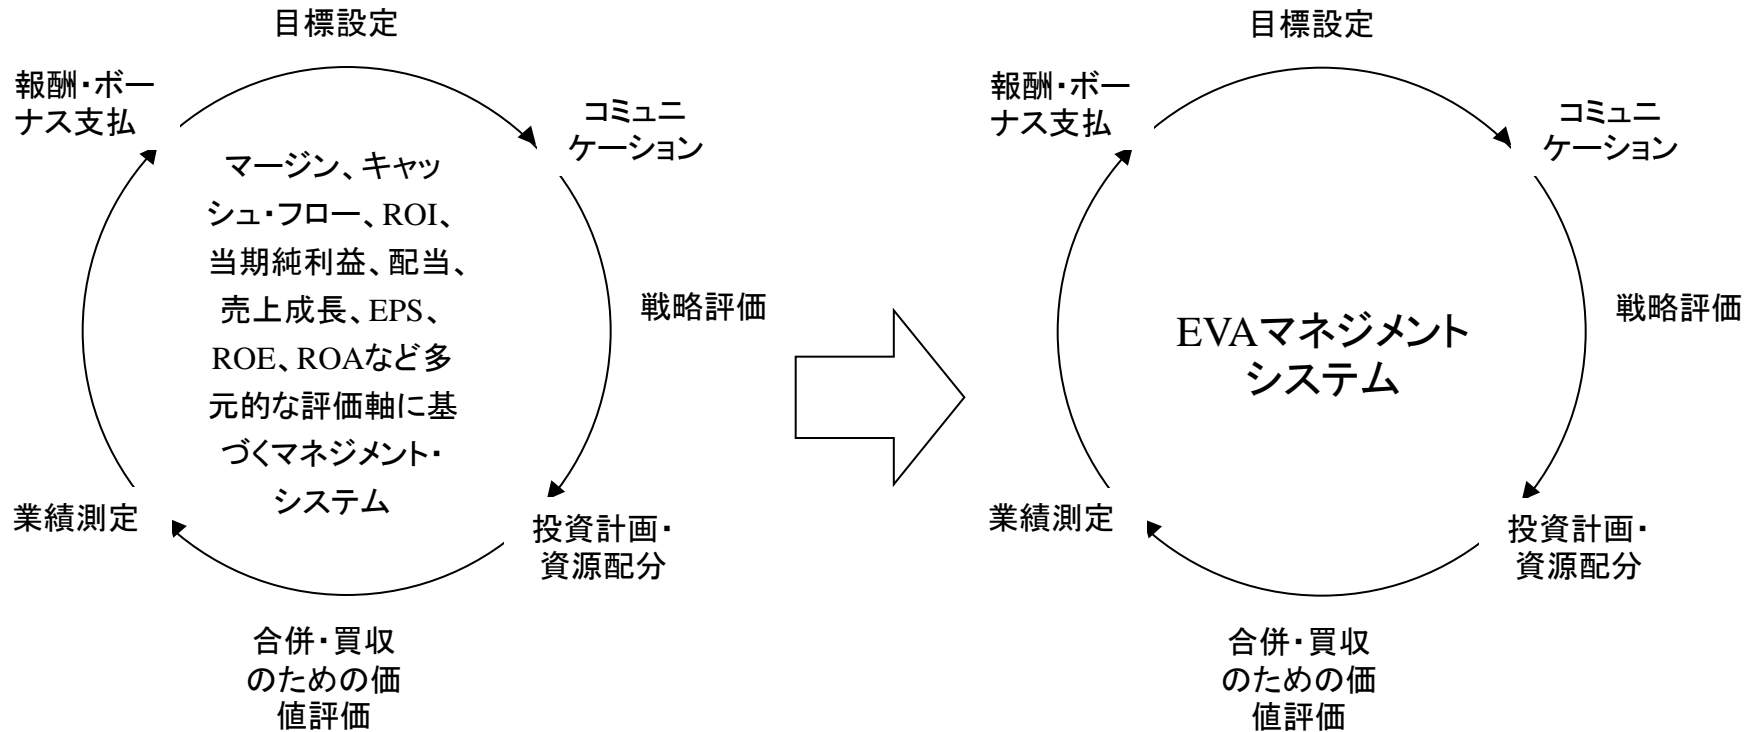 目標設定
報酬・ボー
ナス支払
コミュニ
ケーション
マージン、キャッ
シュ・フロー、ROI、
当期純利益、配当、
売上成長、EPS、
ROE、ROAなど多
元的な評価軸に基
づくマネジメント・
システム
戦略評価
業績測定
投資計画・
資源配分
合併・買収
のための価
値評価
目標設定
報酬・ボー
ナス支払
コミュニ
ケーション
EVAマネジメント
システム
戦略評価
業績測定
投資計画・
資源配分
合併・買収
のための価
値評価